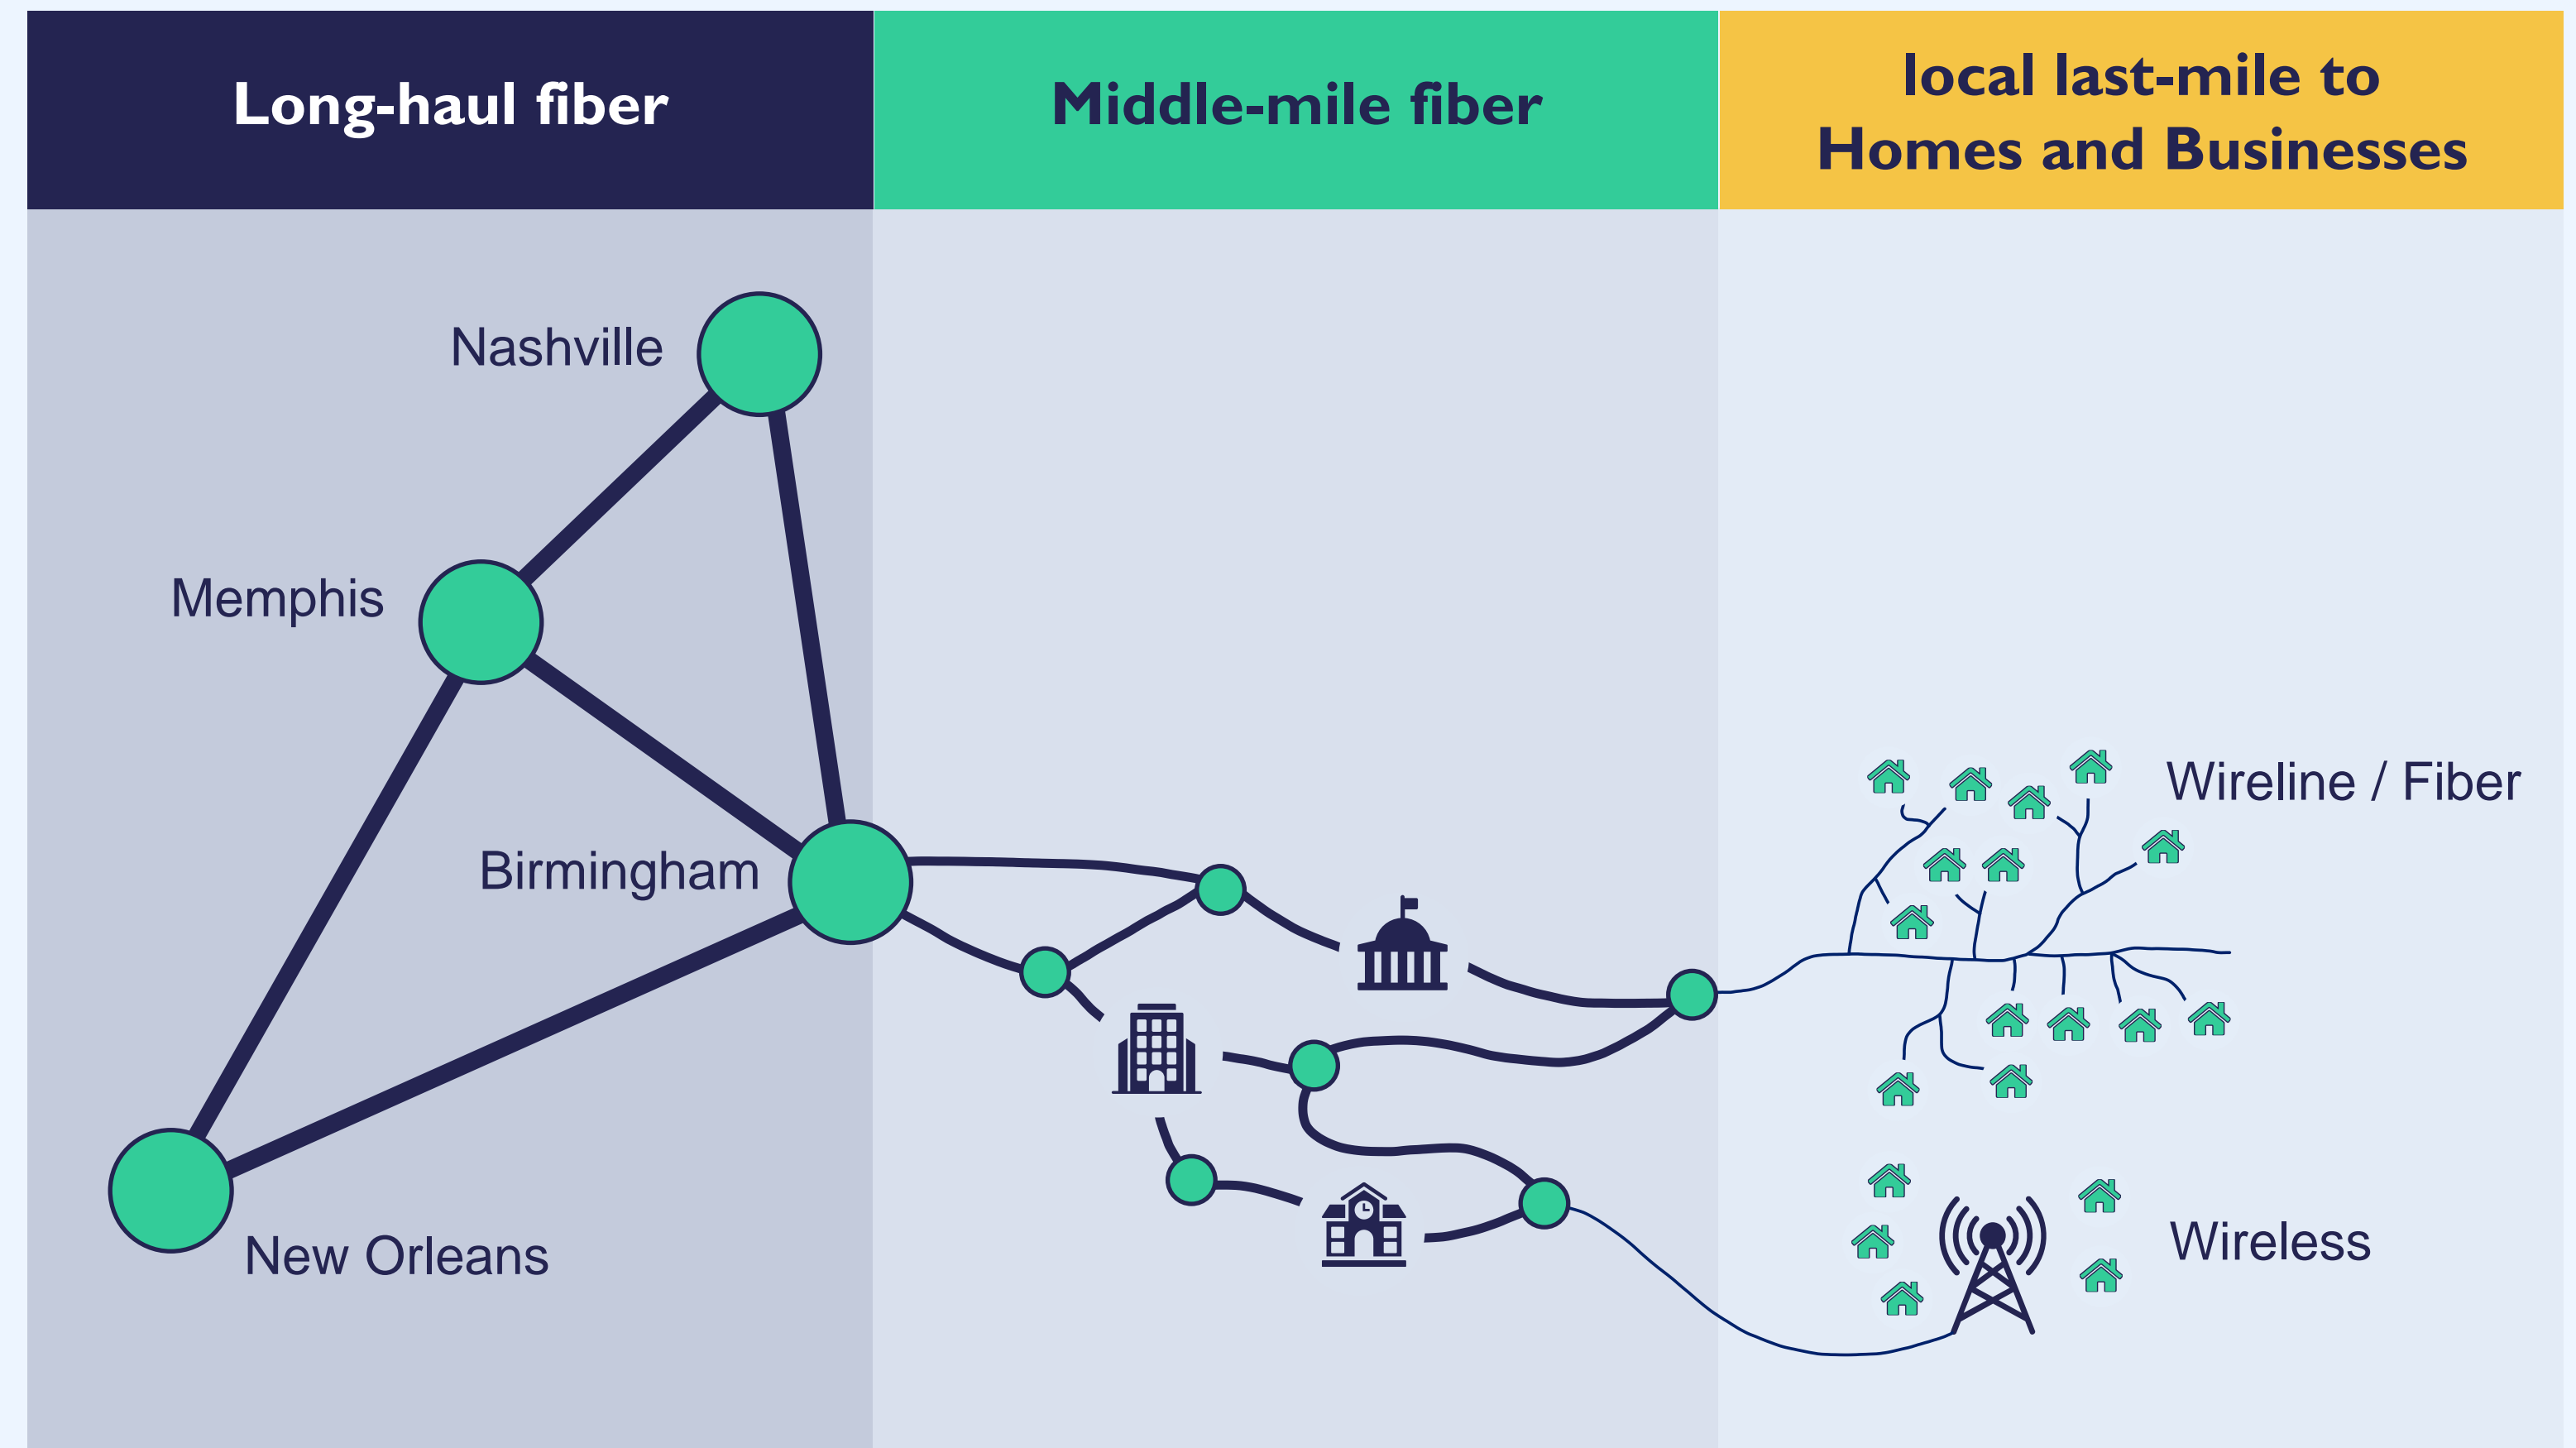 Long-haul fiber
Middle-mile fiber
local last-mile to
Homes and Businesses
Nashville
Memphis
Birmingham
New Orleans
Wireline / Fiber
Wireless